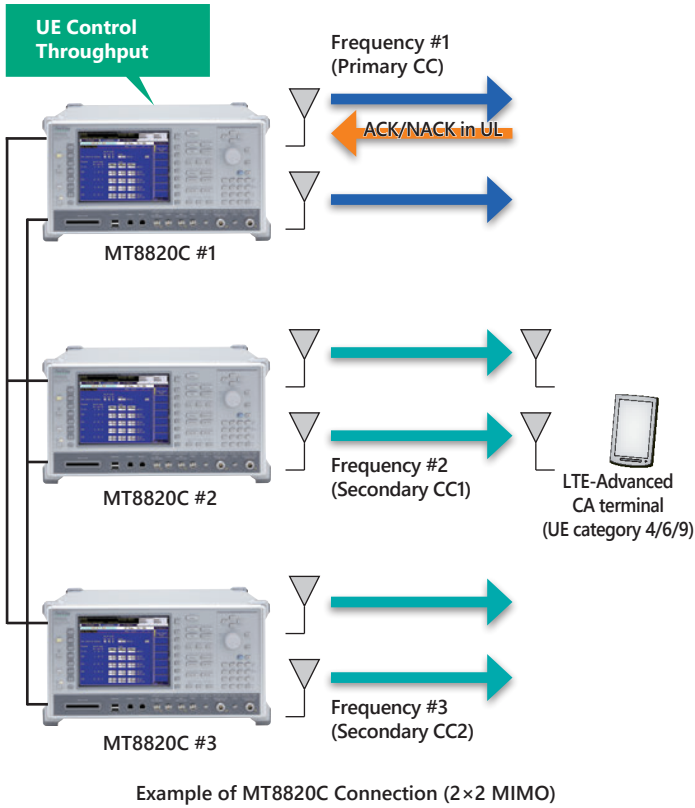 UE Control
Throughput
Frequency #1
(Primary CC)
ACK/NACK in UL
MT8820C #1
MT8820C #2
Frequency #2
(Secondary CC1)
LTE-Advanced
CA terminal
(UE category 4/6/9)
MT8820C #3
Frequency #3
(Secondary CC2)
Example of MT8820C Connection (2×2 MIMO)